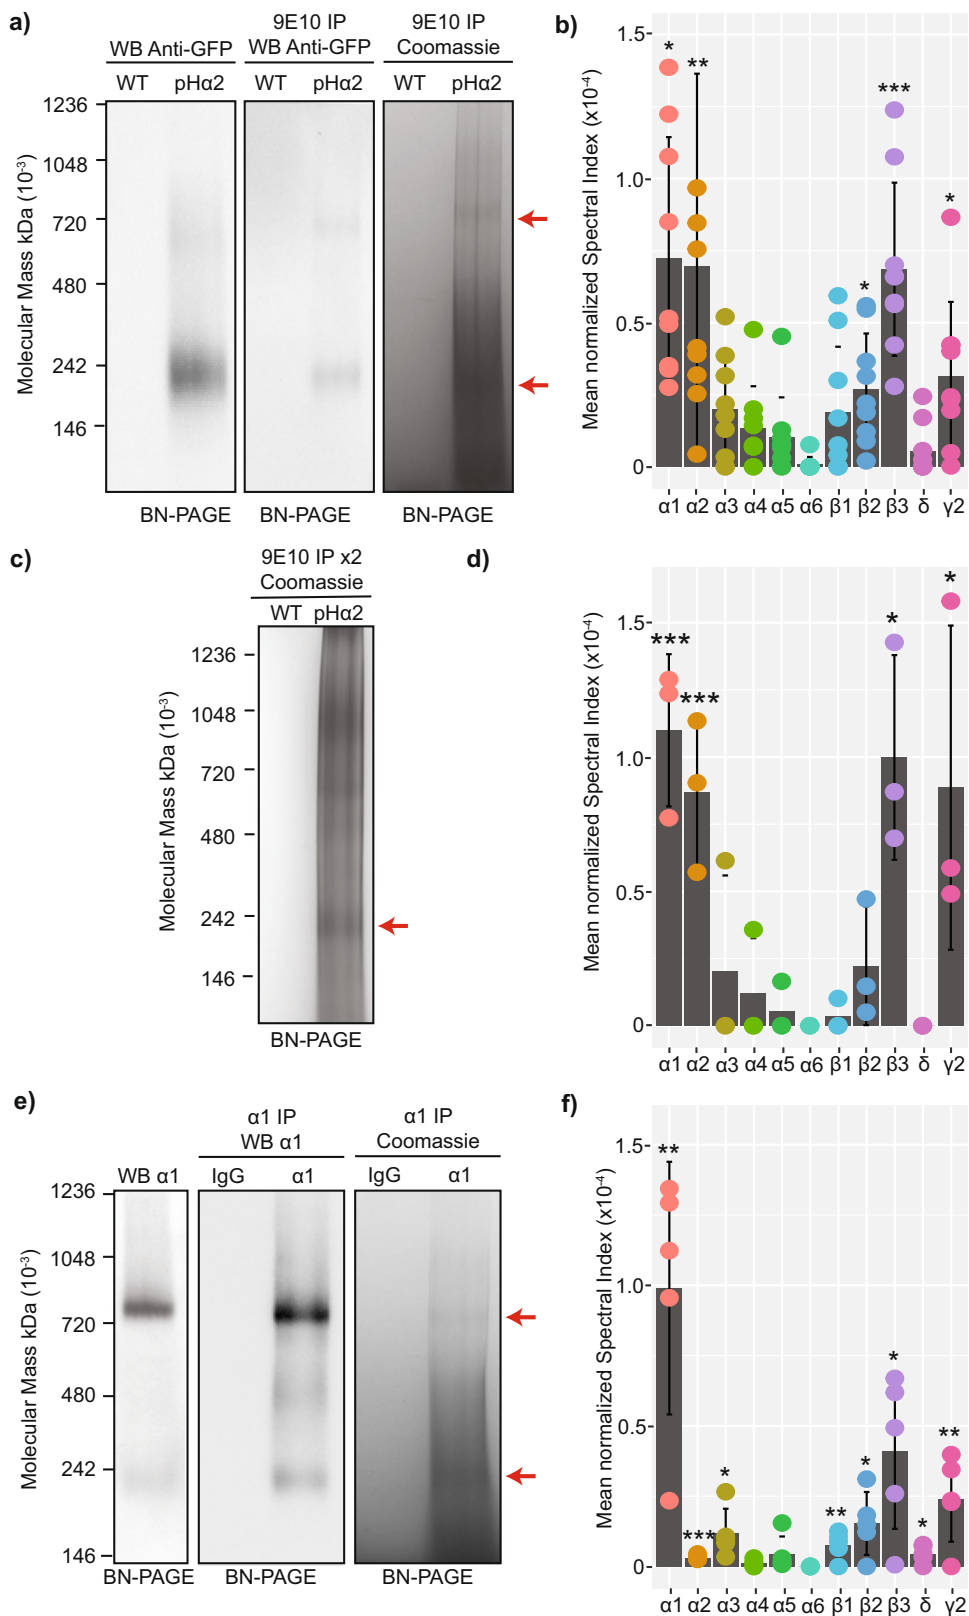 a)
WB Anti-GFP
9E10 IP
WB Anti-GFP
9E10 IP
Coomassie
WT pHα2
WT pHα2
WT pHα2
Molecular Mass kDa (10⁻³)
1236
1048
720
480
242
146
BN-PAGE
BN-PAGE
BN-PAGE
b)
Mean normalized Spectral Index (x10⁻⁴)
1.5
1.0
0.5
0
*
**
***
*
*
α1 α2 α3 α4 α5 α6 β1 β2 β3 δ γ2
c)
9E10 IP x2
Coomassie
WT pHα2
Molecular Mass kDa (10⁻³)
1236
1048
720
480
242
146
BN-PAGE
d)
Mean normalized Spectral Index (x10⁻⁴)
1.5
1.0
0.5
0
***
***
*
*
α1 α2 α3 α4 α5 α6 β1 β2 β3 δ γ2
e)
WB α1
α1 IP
WB α1
α1 IP
Coomassie
IgG α1
IgG α1
Molecular Mass kDa (10⁻³)
1236
1048
720
480
242
146
BN-PAGE
BN-PAGE
BN-PAGE
f)
Mean normalized Spectral Index (x10⁻⁴)
1.5
1.0
0.5
0
**
***
*
**
*
*
*
**
α1 α2 α3 α4 α5 α6 β1 β2 β3 δ γ2